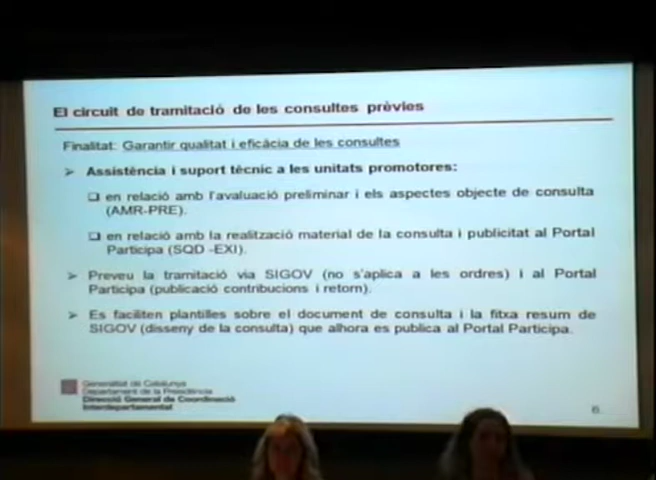 El circuit de tramitació de les consultes prèvies
Finalitat: Garantir qualitat i eficàcia de les consultes
Assistència i suport tècnic a les unitats promotores:
en relació amb l'avaluació preliminar i els aspectes objecte de consulta
(AMR-PRE).
en relació amb la realització material de la consulta i publicitat al Portal
Participa (SQD -EXI).
Preveu la tramitació via SIGOV (no s'aplica a les ordres) i al Portal
Participa (publicació contribucions i retorn).
Es faciliten plantilles sobre el document de consulta i la fitxa resum de
SIGOV (disseny de la consulta) que alhora es publica al Portal Participa.
Generalitat de Catalunya
Departament de la Presidència
Direcció General de Coordinació
Interdepartamental
6